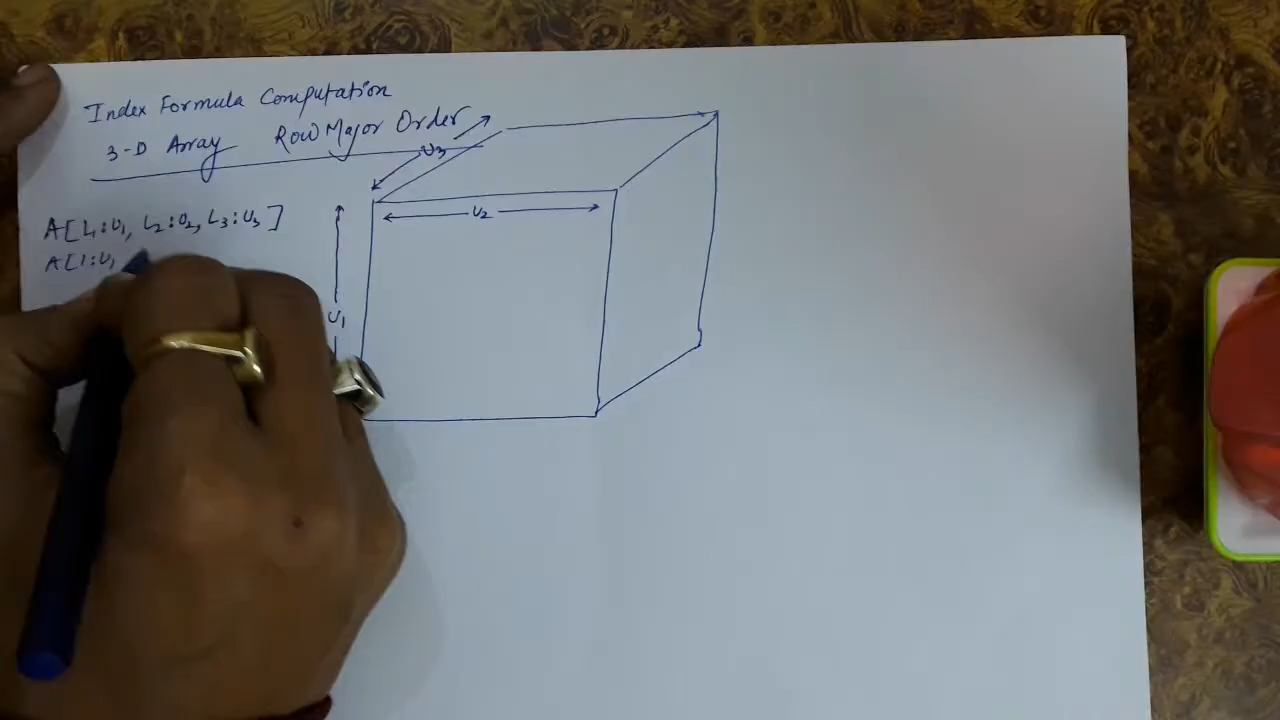 Index Formula Computation
3-D Array Row Major Order
U₃
A[L₁:U₁, L₂:U₂, L₃:U₃]
U₂
A[1:U₁
U₁